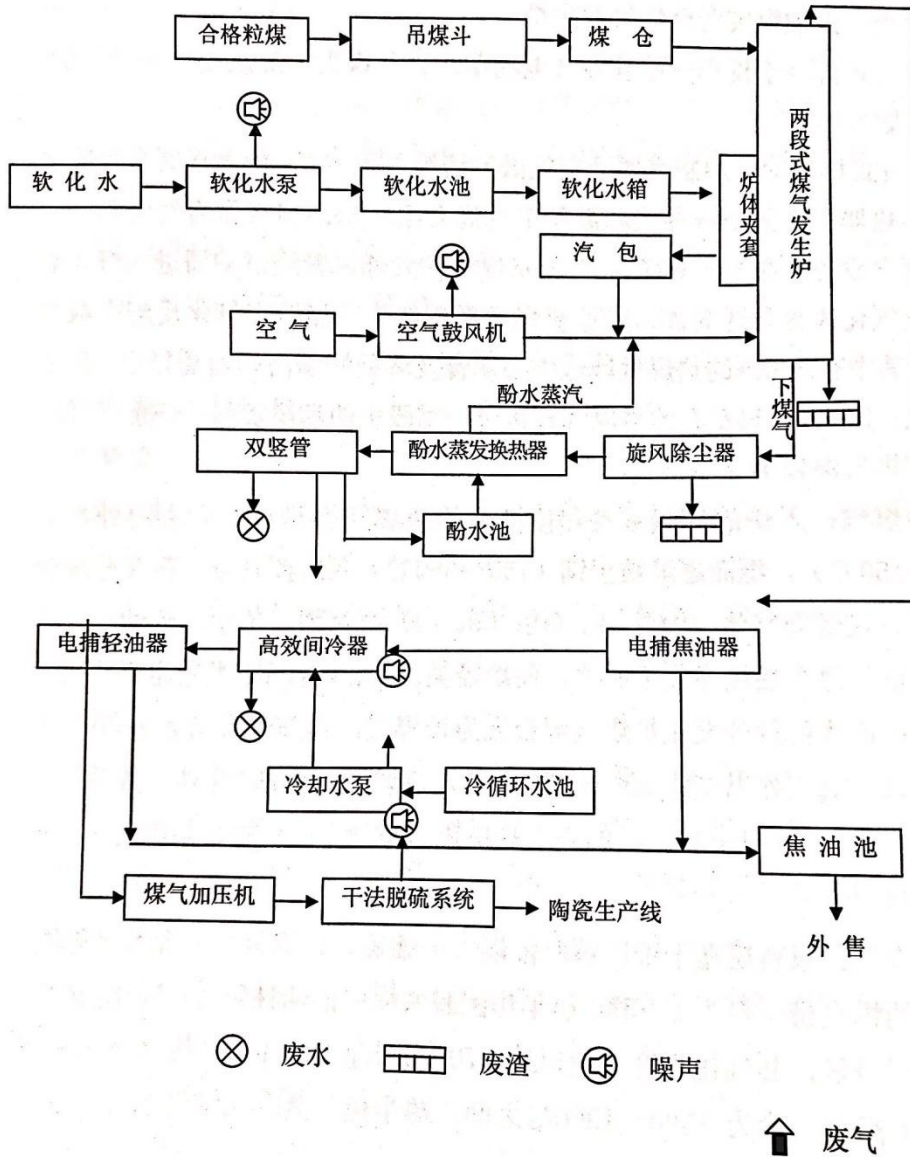 合格粒煤 吊煤斗 煤仓
两段式煤气发生炉
软化水 软化水泵 软化水池 软化水箱
炉体夹套
汽包
空气 空气鼓风机
酚水蒸汽
下煤气
双竖管 酚水蒸发换热器 旋风除尘器
酚水池
电捕轻油器 高效间冷器 电捕焦油器
冷却水泵 冷循环水池
焦油池
煤气加压机 干法脱硫系统 陶瓷生产线
外售
废水 废渣 噪声
废气